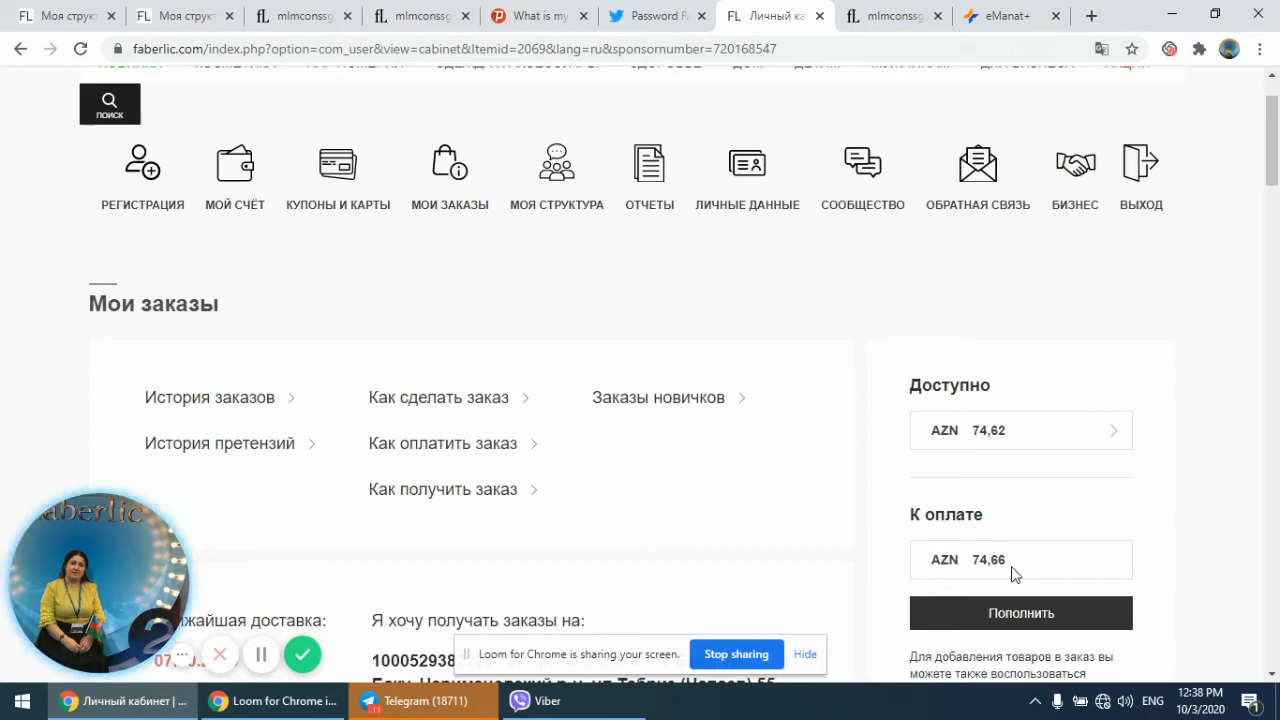 Моя структ
Моя структ
mlmconssg
mlmconssg
What is my
Password R
Личный ка
mlmconssg
eManat+
faberlic.com/index.php?option=com_user&view=cabinet&Itemid=2069&lang=ru&sponsornumber=720168547
ПОИСК
РЕГИСТРАЦИЯ
МОЙ СЧЁТ
КУПОНЫ И КАРТЫ
МОИ ЗАКАЗЫ
МОЯ СТРУКТУРА
ОТЧЕТЫ
ЛИЧНЫЕ ДАННЫЕ
СООБЩЕСТВО
ОБРАТНАЯ СВЯЗЬ
БИЗНЕС
ВЫХОД
Мои заказы
История заказов
Как сделать заказ
Заказы новичков
История претензий
Как оплатить заказ
Как получить заказ
Доступно
AZN 74,62
К оплате
AZN 74,66
Пополнить
Для добавления товаров в заказ вы
можете также воспользоваться
faberlic
доставка:
Я хочу получать заказы на:
10005293
Loom for Chrome is sharing your screen.
Stop sharing
Hide
Личный кабинет | ...
Loom for Chrome i...
Telegram (18711)
Viber
ENG
12:38 PM
10/3/2020